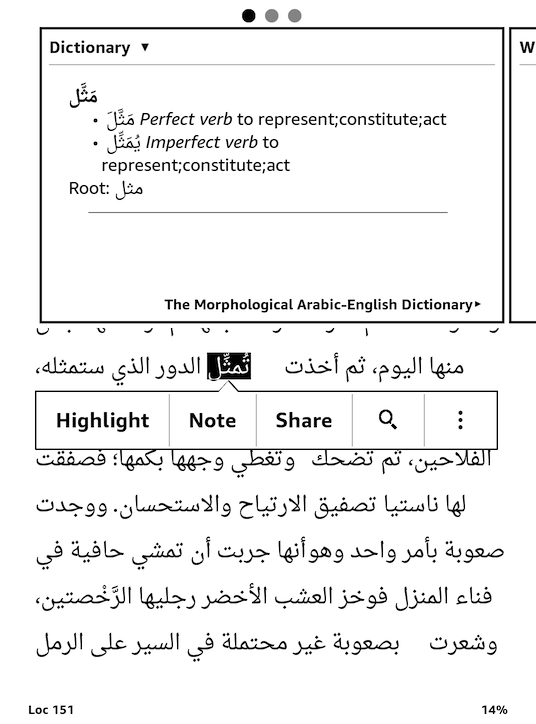 Dictionary ▼
W
مَثَّل
• مَثَّلَ Perfect verb to represent;constitute;act
• يُمَثِّل Imperfect verb to
represent;constitute;act
Root: مثل
The Morphological Arabic-English Dictionary▸
منها اليوم، ثم أخذت تُمثِّل الدور الذي ستمثله،
Highlight
Note
Share
الفلاحين، ثم تضحك وتغطي وجهها بكمها؛ فصفقت
لها ناستيا تصفيق الارتياح والاستحسان. ووجدت
صعوبة بأمر واحد وهوأنها جربت أن تمشي حافية في
فناء المنزل فوخز العشب الأخضر رجليها الرَّخْصتين،
وشعرت بصعوبة غير محتملة في السير على الرمل
Loc 151
14%